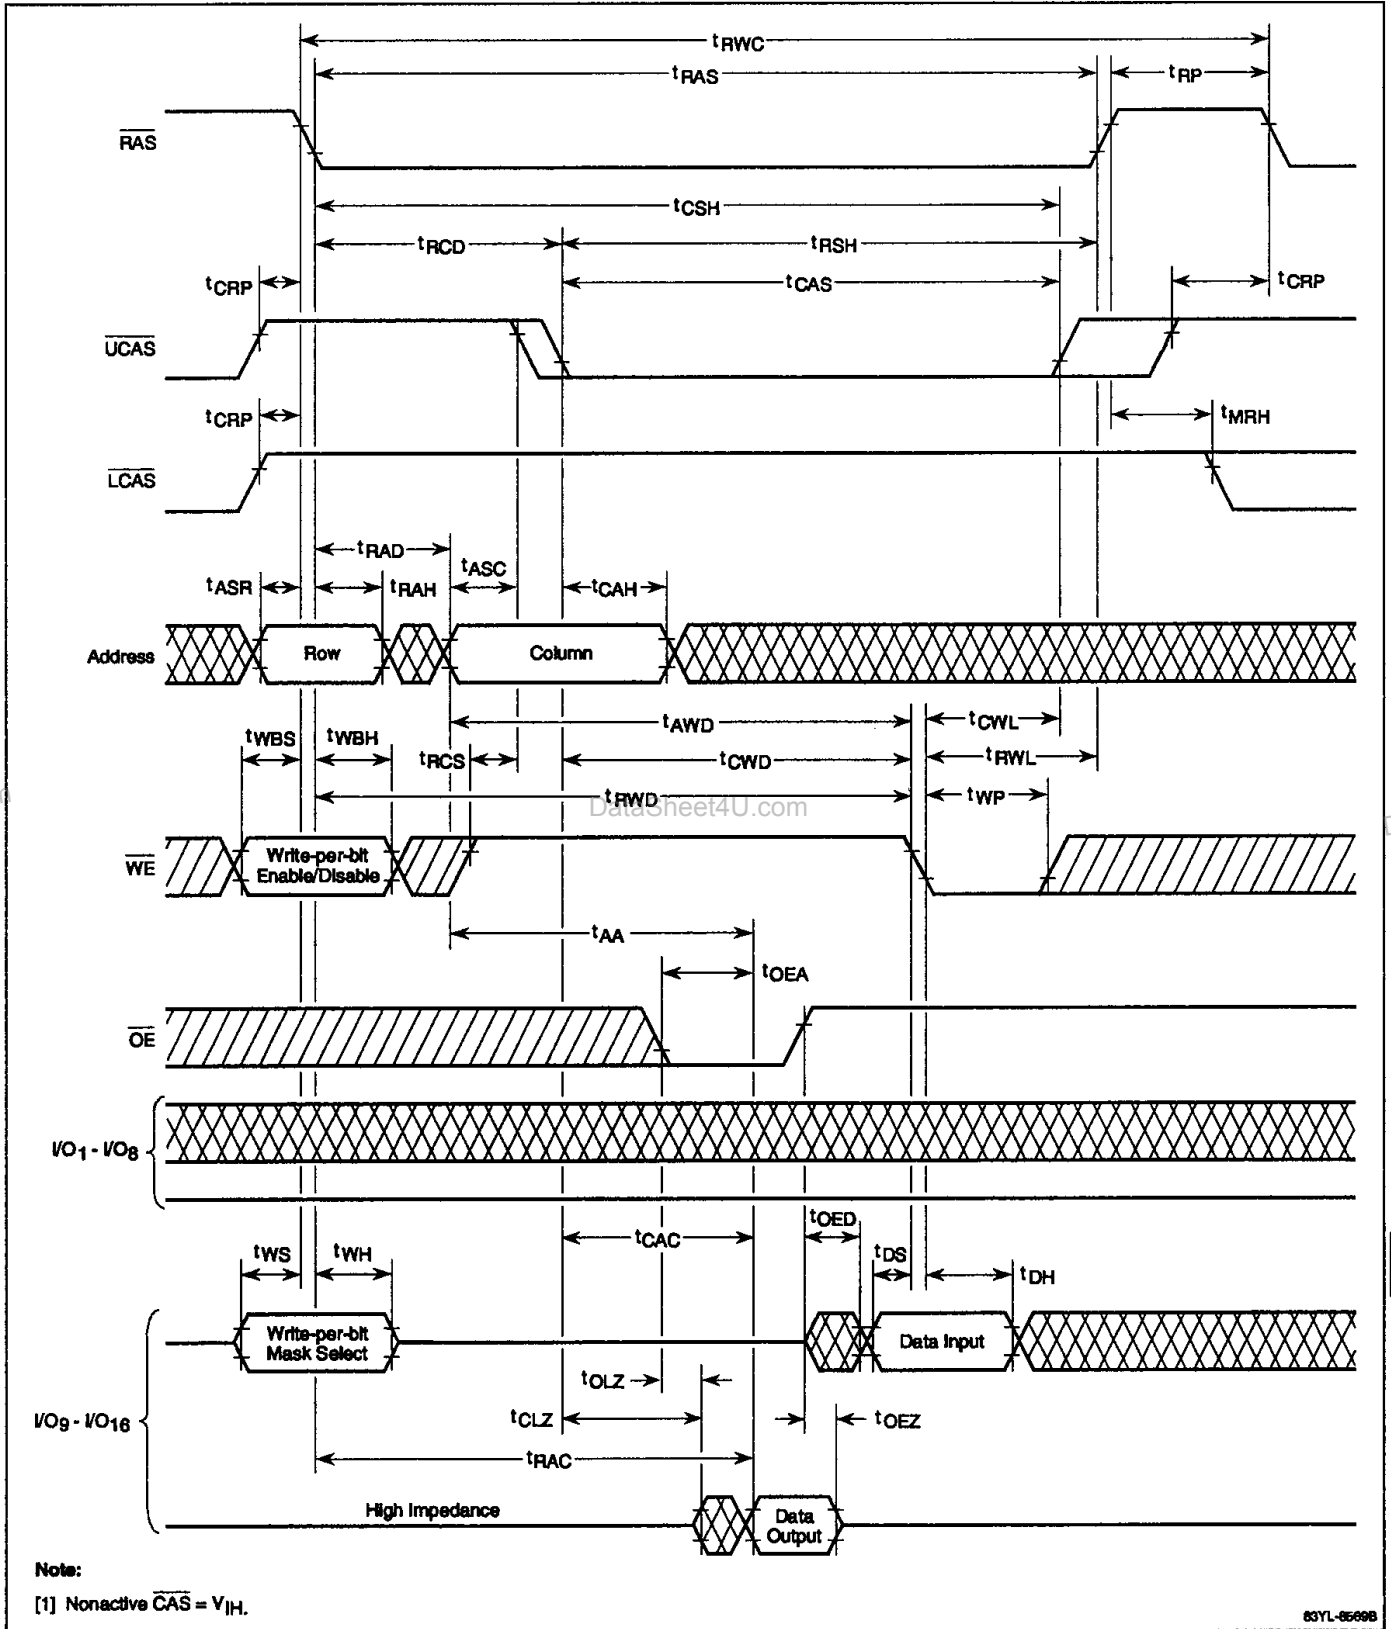 tRWC
tRAS
tRP
RAS
tCSH
tRCD
tRSH
tCRP
tCAS
tCRP
UCAS
tCRP
tMRH
LCAS
tRAD
tASR
tRAH
tASC
tCAH
Address
Row
Column
tAWD
tCWL
tWBS
tWBH
tRCS
tCWD
tRWL
tRWD
tWP
DataSheet4U.com
WE
Write-per-bit
Enable/Disable
tAA
tOEA
OE
I/O1 - I/O8
tOED
tCAC
tWS
tWH
tDS
tDH
Write-per-bit
Mask Select
Data Input
tOLZ
I/O9 - I/O16
tCLZ
tOEZ
tRAC
High Impedance
Data
Output
Note:
[1] Nonactive CAS = VIH.
83YL-6569B